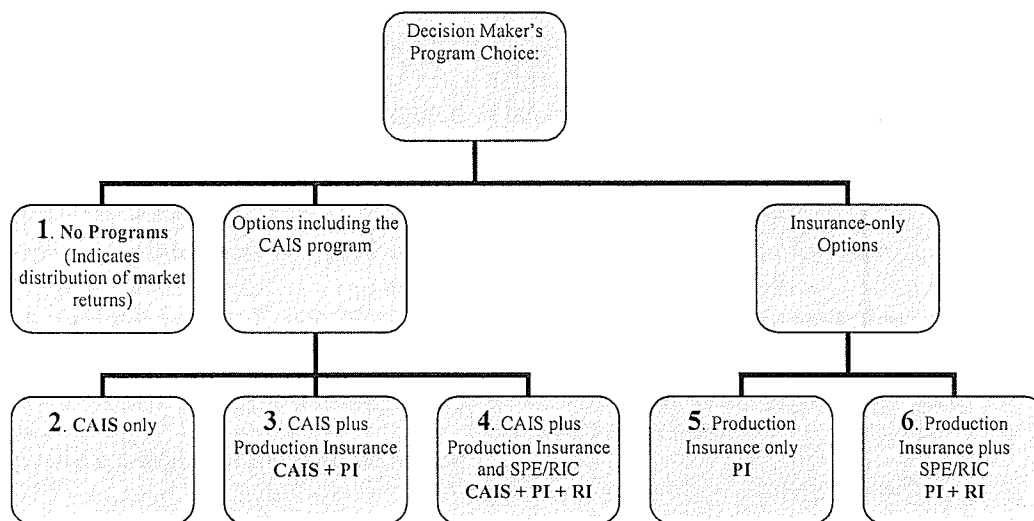 Decision Maker's
Program Choice:
1. No Programs
(Indicates
distribution of market
returns)
Options including the
CAIS program
Insurance-only
Options
2. CAIS only
3. CAIS plus
Production Insurance
CAIS + PI
4. CAIS plus
Production Insurance
and SPE/RIC
CAIS + PI + RI
5. Production
Insurance only
PI
6. Production
Insurance plus
SPE/RIC
PI + RI